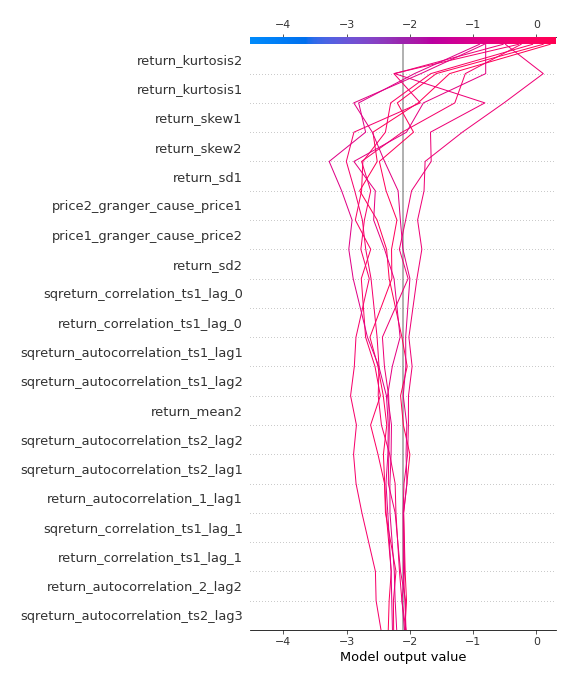 −4 −3 −2 −1 0
return_kurtosis2
return_kurtosis1
return_skew1
return_skew2
return_sd1
price2_granger_cause_price1
price1_granger_cause_price2
return_sd2
sqreturn_correlation_ts1_lag_0
return_correlation_ts1_lag_0
sqreturn_autocorrelation_ts1_lag1
sqreturn_autocorrelation_ts1_lag2
return_mean2
sqreturn_autocorrelation_ts2_lag2
sqreturn_autocorrelation_ts2_lag1
return_autocorrelation_1_lag1
sqreturn_correlation_ts1_lag_1
return_correlation_ts1_lag_1
return_autocorrelation_2_lag2
sqreturn_autocorrelation_ts2_lag3
−4 −3 −2 −1 0
Model output value